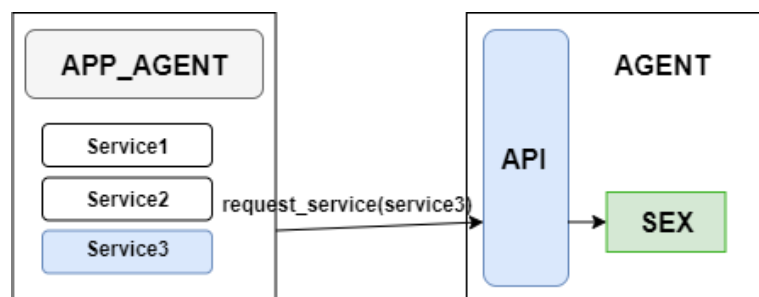 APP_AGENT
Service1
Service2
Service3
request_service(service3)
API
AGENT
SEX